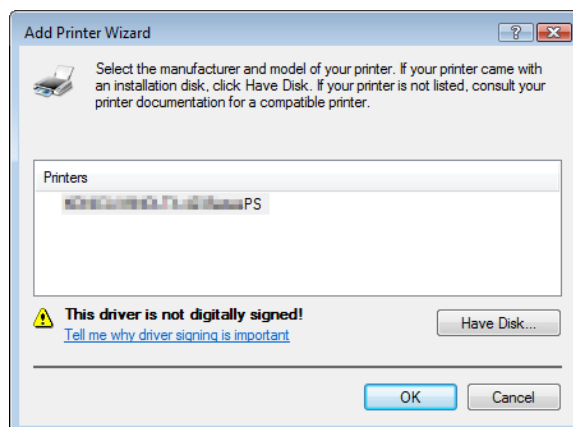 Add Printer Wizard
Select the manufacturer and model of your printer. If your printer came with
an installation disk, click Have Disk. If your printer is not listed, consult your
printer documentation for a compatible printer.
Printers
PS
This driver is not digitally signed!
Tell me why driver signing is important
Have Disk...
OK
Cancel